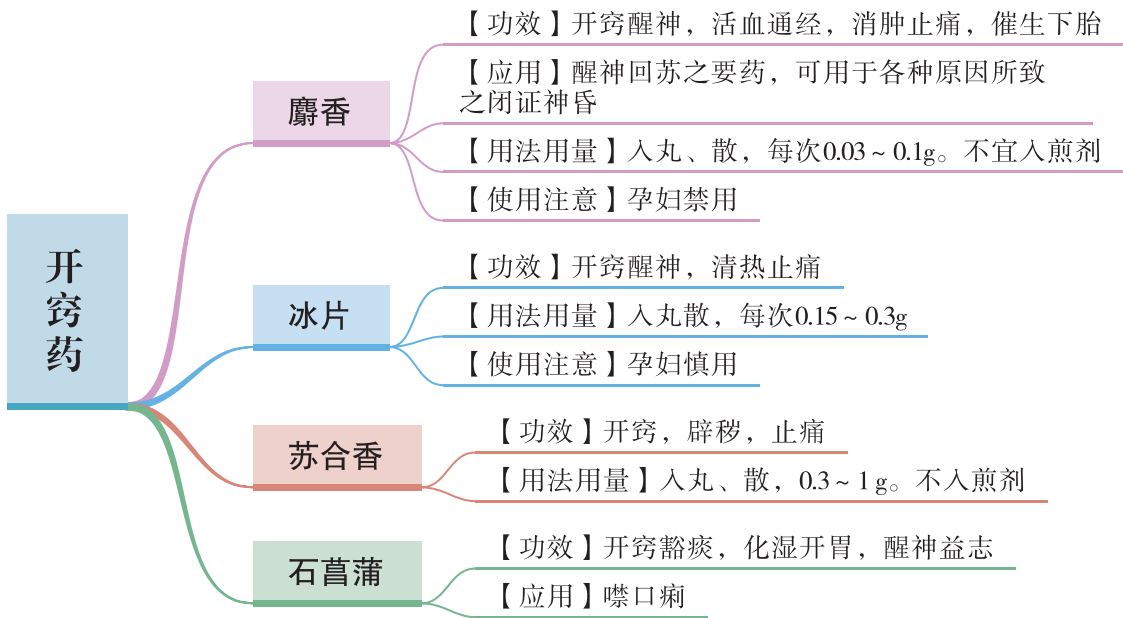 开窍药
麝香
【功效】开窍醒神，活血通经，消肿止痛，催生下胎
【应用】醒神回苏之要药，可用于各种原因所致
之闭证神昏
【用法用量】入丸、散，每次0.03～0.1g。不宜入煎剂
【使用注意】孕妇禁用
冰片
【功效】开窍醒神，清热止痛
【用法用量】入丸散，每次0.15～0.3g
【使用注意】孕妇慎用
苏合香
【功效】开窍，辟秽，止痛
【用法用量】入丸、散，0.3～1 g。不入煎剂
石菖蒲
【功效】开窍豁痰，化湿开胃，醒神益志
【应用】噤口痢